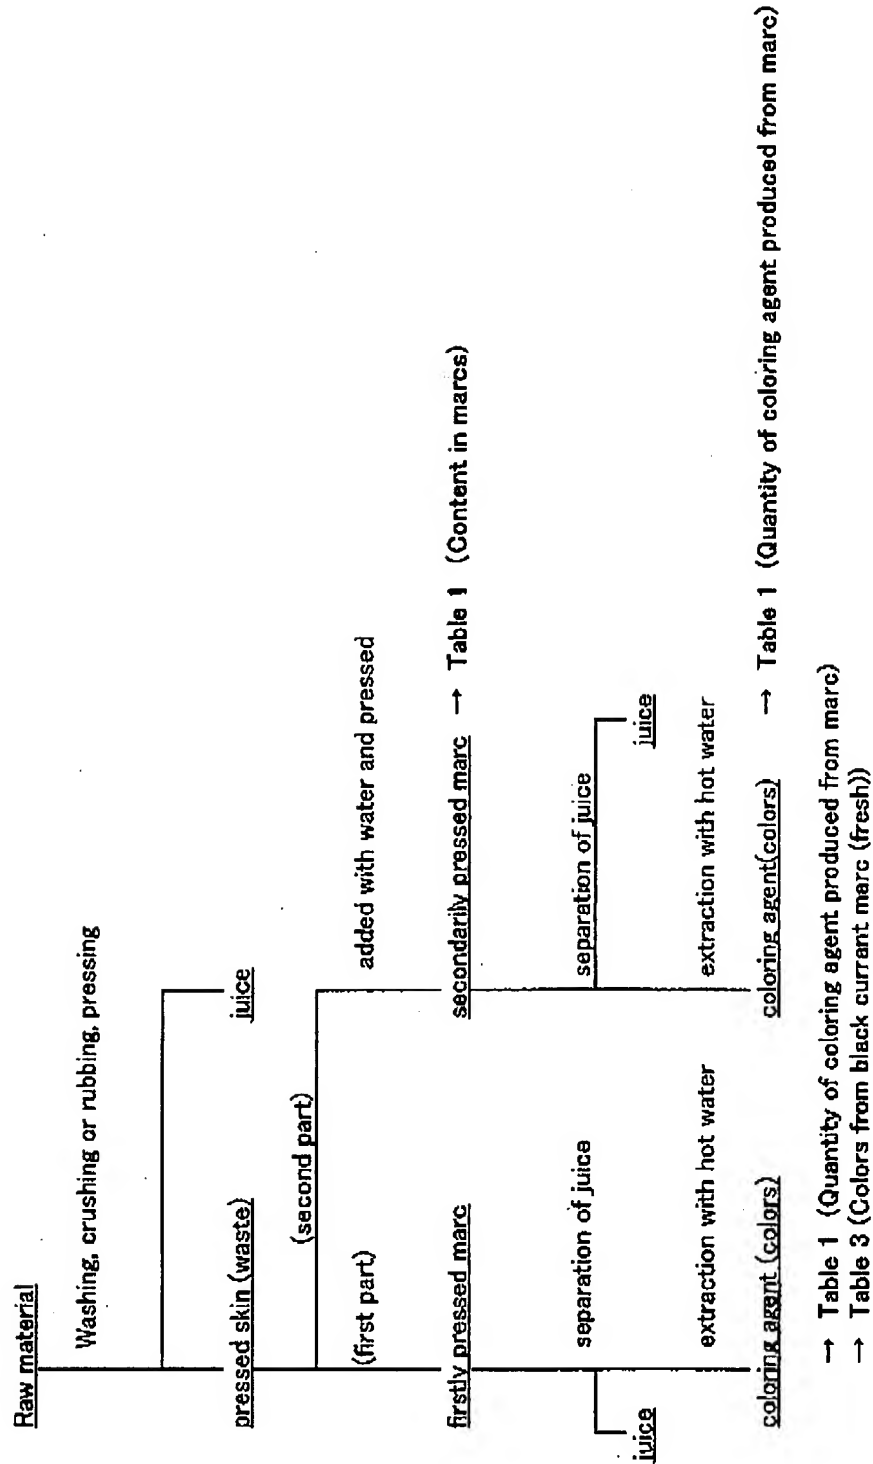 Raw material
Washing, crushing or rubbing, pressing
pressed skin (waste)
juice
(second part)
(first part)
added with water and pressed
firstly pressed marc
secondarily pressed marc → Table 1 (Content in marcs)
separation of juice
separation of juice
juice
juice
extraction with hot water
extraction with hot water
coloring agent (colors)
coloring agent(colors) → Table 1 (Quantity of coloring agent produced from marc)
→ Table 1 (Quantity of coloring agent produced from marc)
→ Table 3 (Colors from black currant marc (fresh))